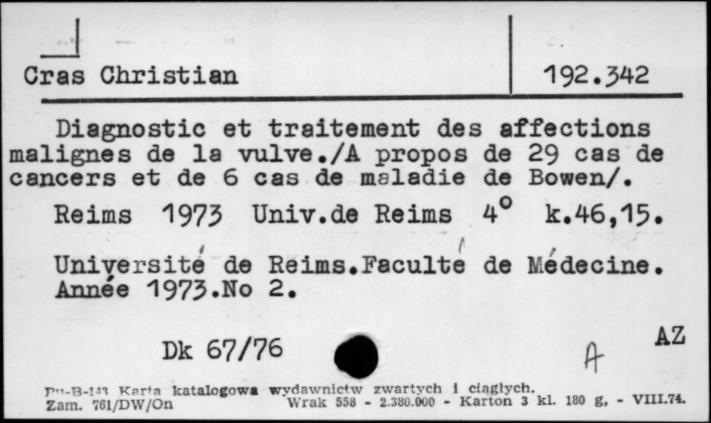 Cras Christian 192.342
Diagnostic et traitement des affections
malignes de la vulve./A propos de 29 cas de
cancers et de 6 cas de maladie de Bowen/.
Reims 1973 Univ.de Reims 4° k.46,15.
Université de Reims.Faculté de Médecine.
Année 1973.No 2.
Dk 67/76 A AZ
Pu-B-143 Karta katalogowa wydawnictw zwartych i ciągłych.
Zam. 761/DW/On Wrak 558 - 2.380.000 - Karton 3 kl. 180 g, - VIII.74.